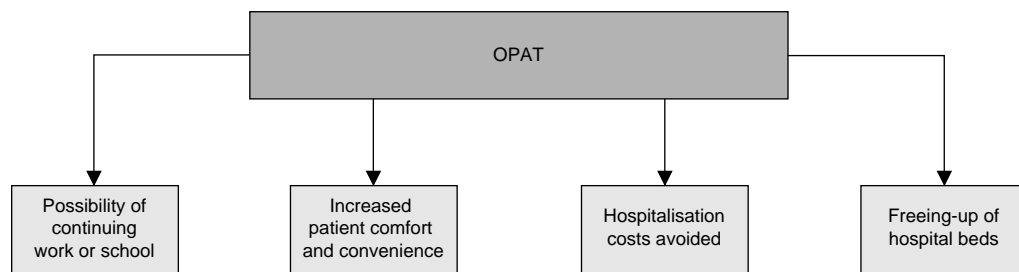 OPAT
Possibility of
continuing
work or school
Increased
patient comfort
and convenience
Hospitalisation
costs avoided
Freeing-up of
hospital beds